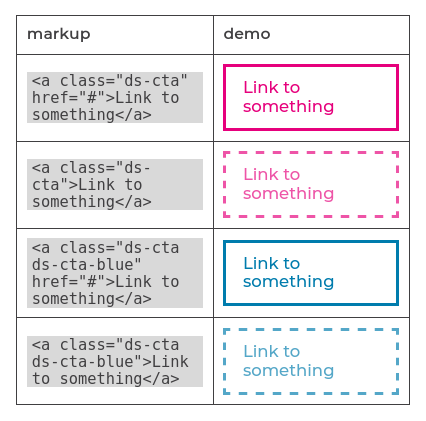 markup
demo
<a class="ds-cta"
href="#">Link to
something</a>
Link to
something
<a class="ds-
cta">Link to
something</a>
Link to
something
<a class="ds-cta
ds-cta-blue"
href="#">Link to
something</a>
Link to
something
<a class="ds-cta
ds-cta-blue">Link
to something</a>
Link to
something